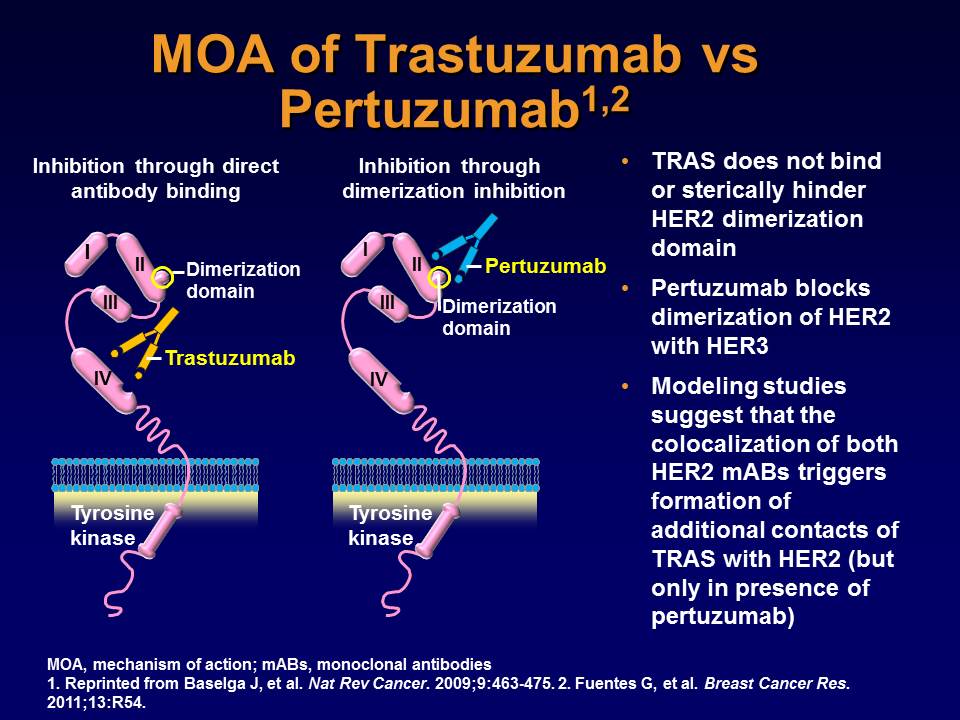 MOA of Trastuzumab vs
Pertuzumab1,2
Inhibition through direct
antibody binding
I
II
III
IV
Dimerization
domain
Trastuzumab
Tyrosine
kinase
Inhibition through
dimerization inhibition
I
II
III
IV
Pertuzumab
Dimerization
domain
Tyrosine
kinase
• TRAS does not bind
or sterically hinder
HER2 dimerization
domain
• Pertuzumab blocks
dimerization of HER2
with HER3
• Modeling studies
suggest that the
colocalization of both
HER2 mABs triggers
formation of
additional contacts of
TRAS with HER2 (but
only in presence of
pertuzumab)
MOA, mechanism of action; mABs, monoclonal antibodies
1. Reprinted from Baselga J, et al. Nat Rev Cancer. 2009;9:463-475. 2. Fuentes G, et al. Breast Cancer Res.
2011;13:R54.